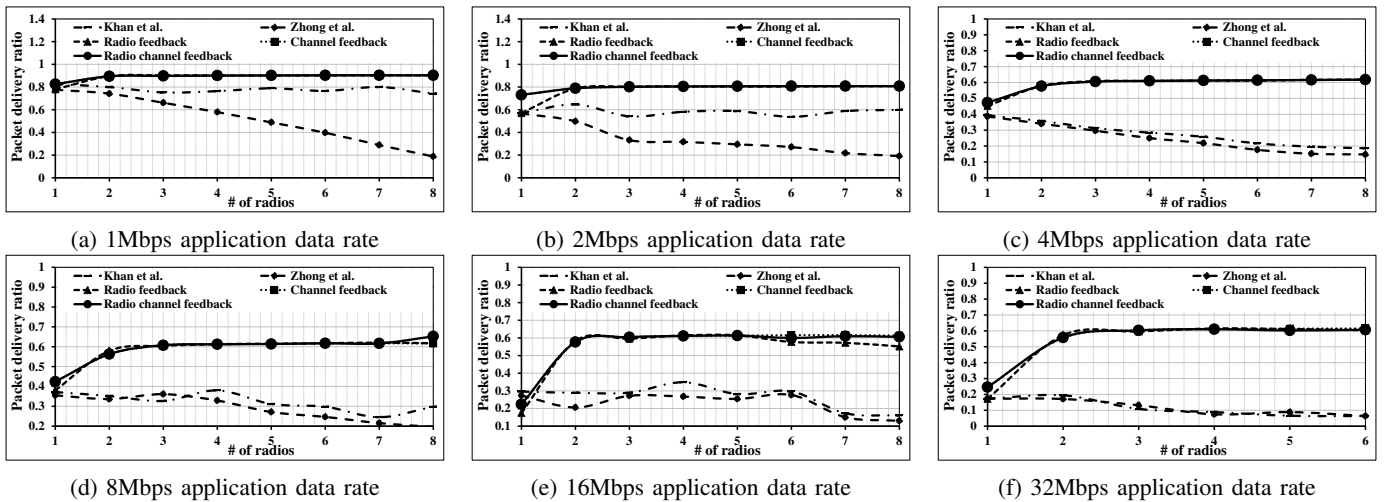 Khan et al. Zhong et al.
Radio feedback Channel feedback
Radio channel feedback
Packet delivery ratio
1.4
1.2
1
0.8
0.6
0.4
0.2
0
1 2 3 4 5 6 7 8
# of radios
(a) 1Mbps application data rate
Khan et al. Zhong et al.
Radio feedback Channel feedback
Radio channel feedback
Packet delivery ratio
1.4
1.2
1
0.8
0.6
0.4
0.2
0
1 2 3 4 5 6 7 8
# of radios
(b) 2Mbps application data rate
Khan et al. Zhong et al.
Radio feedback Channel feedback
Radio channel feedback
Packet delivery ratio
1
0.9
0.8
0.7
0.6
0.5
0.4
0.3
0.2
0.1
0
1 2 3 4 5 6 7 8
# of radios
(c) 4Mbps application data rate
Khan et al. Zhong et al.
Radio feedback Channel feedback
Radio channel feedback
Packet delivery ratio
1
0.9
0.8
0.7
0.6
0.5
0.4
0.3
0.2
1 2 3 4 5 6 7 8
# of radios
(d) 8Mbps application data rate
Khan et al. Zhong et al.
Radio feedback Channel feedback
Radio channel feedback
Packet delivery ratio
1
0.9
0.8
0.7
0.6
0.5
0.4
0.3
0.2
0.1
1 2 3 4 5 6 7 8
# of radios
(e) 16Mbps application data rate
Khan et al. Zhong et al.
Radio feedback Channel feedback
Radio channel feedback
Packet delivery ratio
1
0.9
0.8
0.7
0.6
0.5
0.4
0.3
0.2
0.1
0
1 2 3 4 5 6
# of radios
(f) 32Mbps application data rate